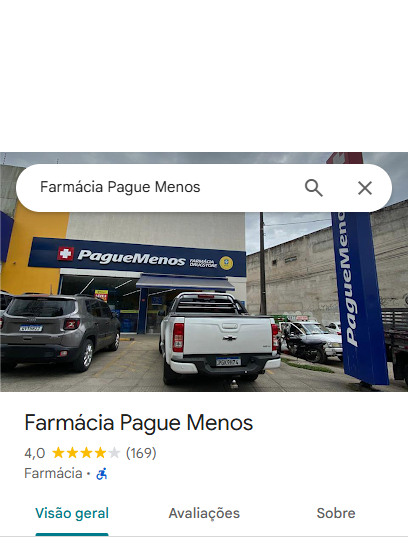 Farmácia Pague Menos
PagueMenos
FARMÁCIA
DRUGSTORE
PagueMenos
Farmácia Pague Menos
4,0 (169)
Farmácia ·
Visão geral
Avaliações
Sobre